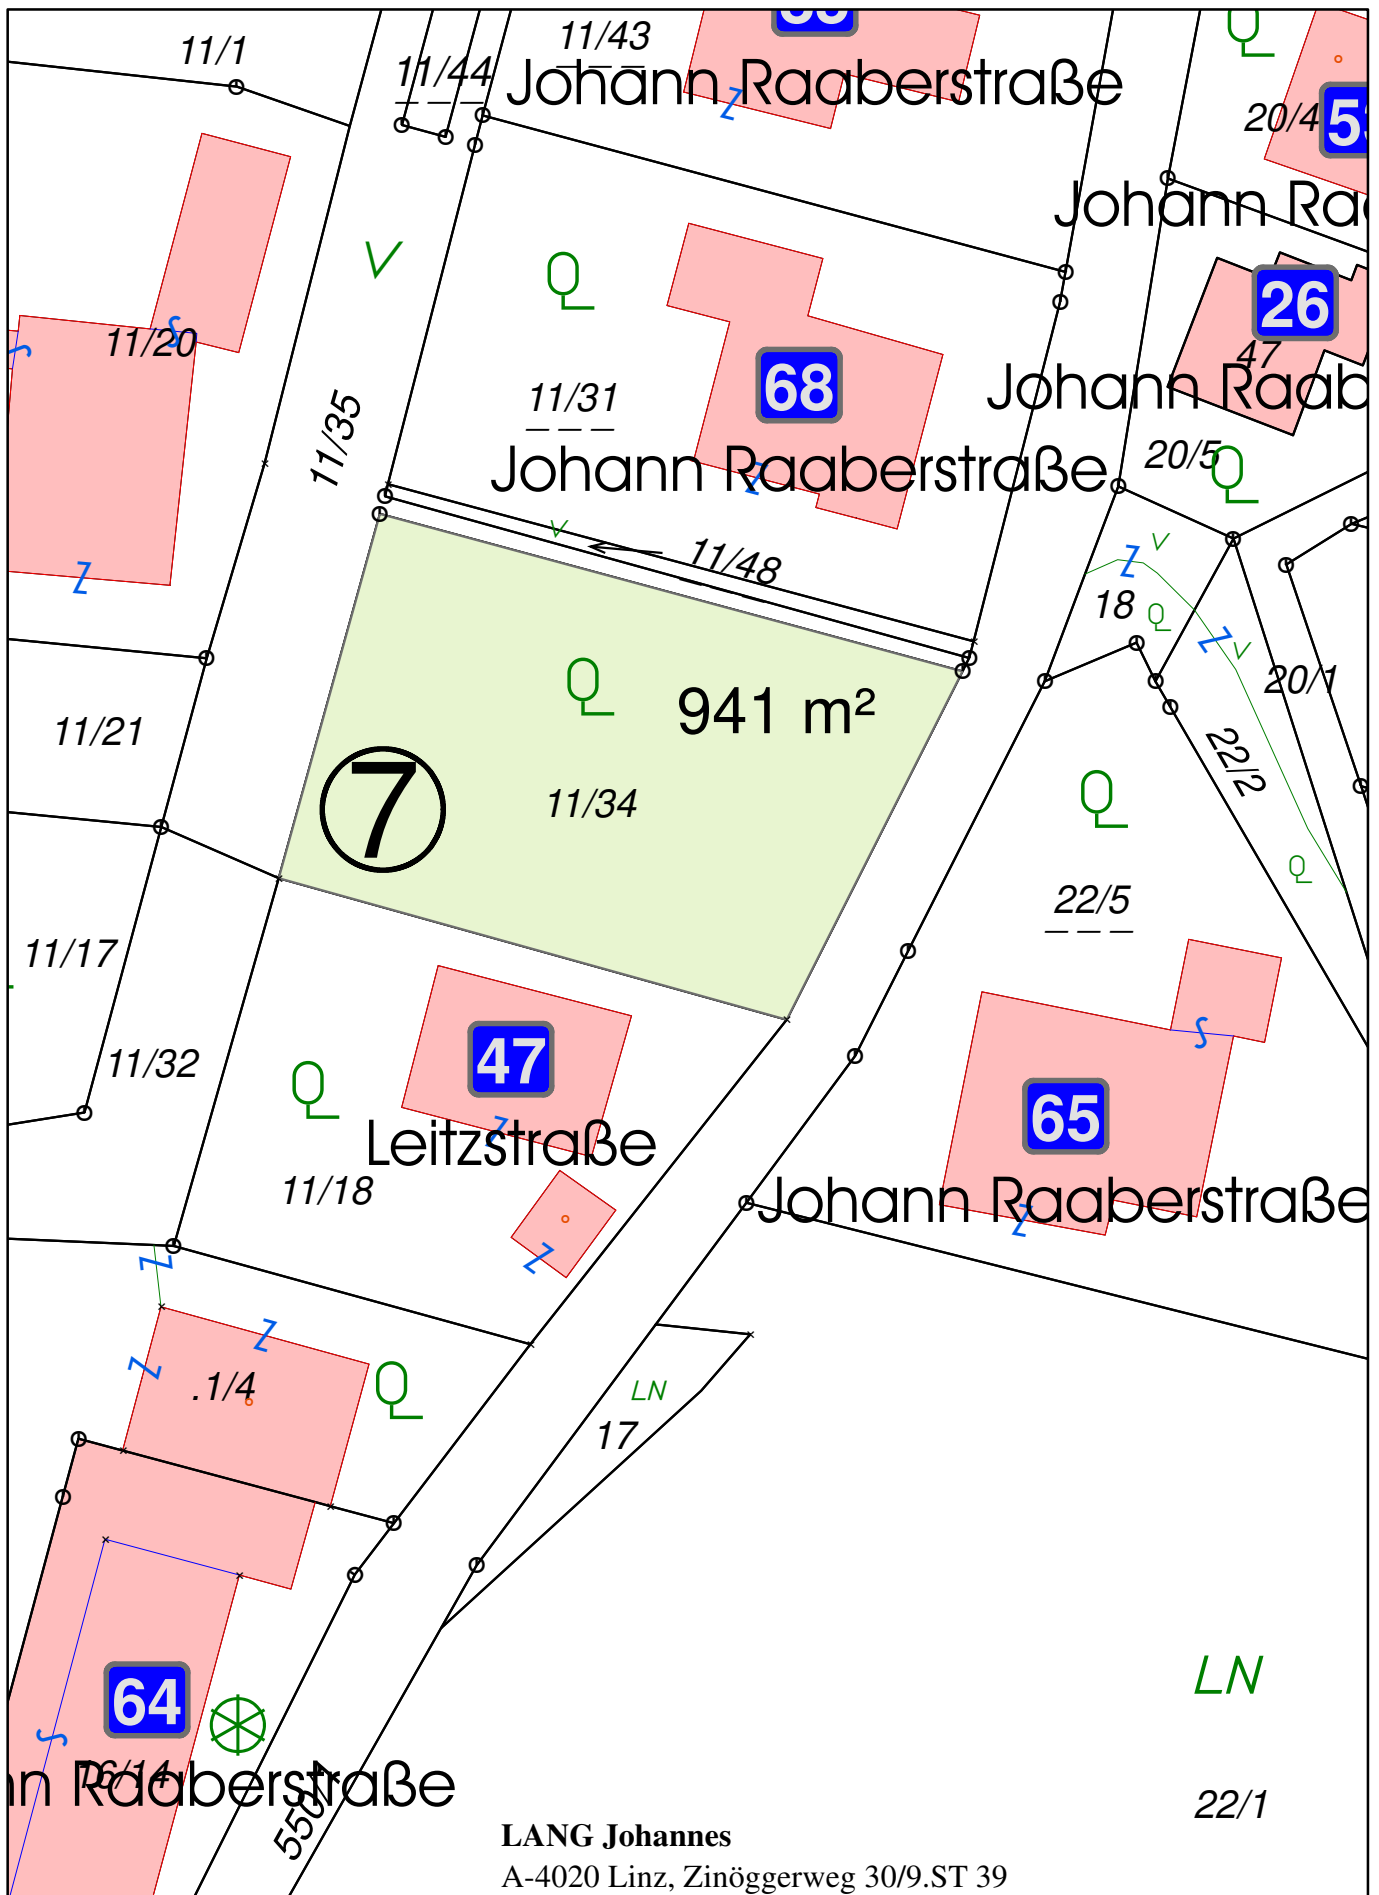 11/1
11/43
11/44
Johann Raaberstraße
20/4
Johann Raa
11/20
26
47
11/35
68
11/31
Johann Raab
Johann Raaberstraße
20/5
11/48
18
20/1
11/21
941 m²
22/2
7
11/34
22/5
11/17
47
11/32
65
Leitzstraße
11/18
Johann Raaberstraße
.1/4
LN
17
LN
64
16/14
nn Raaberstraße
22/1
LANG Johannes
A-4020 Linz, Zinöggerweg 30/9.ST 39